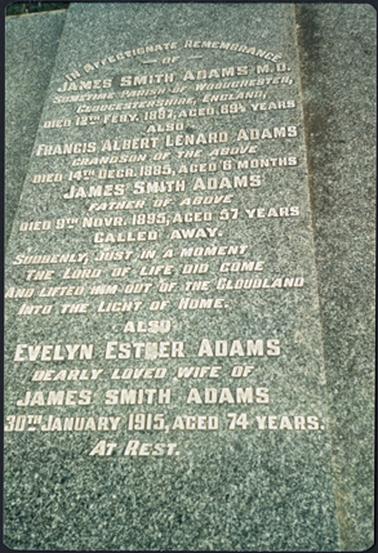 IN AFFECTIONATE REMEMBRANCE
— OF —
JAMES SMITH ADAMS M.D.
SOMETIME PARISH OF WOODCHESTER,
GLOUCESTERSHIRE, ENGLAND,
DIED 12TH FEBY. 1887, AGED 69½ YEARS
ALSO
FRANCIS ALBERT LENARD ADAMS
GRANDSON OF THE ABOVE
DIED 14TH DECR. 1885, AGED 6 MONTHS
JAMES SMITH ADAMS
FATHER OF ABOVE
DIED 9TH NOVR. 1895, AGED 57 YEARS
CALLED AWAY.
SUDDENLY, JUST IN A MOMENT
THE LORD OF LIFE DID COME
AND LIFTED HIM OUT OF THE CLOUDLAND
INTO THE LIGHT OF HOME.
ALSO
EVELYN ESTHER ADAMS
DEARLY LOVED WIFE OF
JAMES SMITH ADAMS
30TH JANUARY 1915, AGED 74 YEARS.
AT REST.